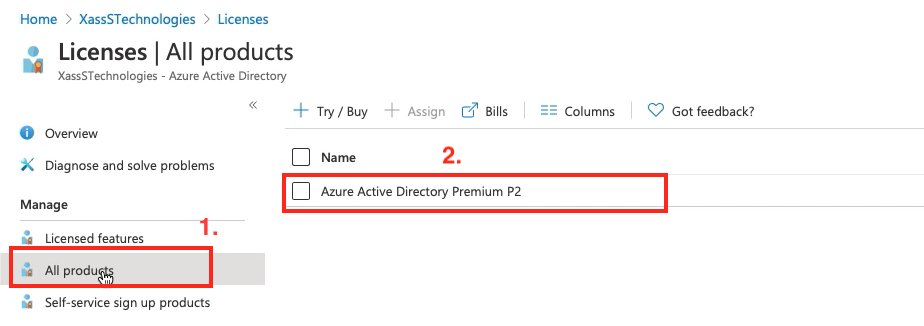 Home > XassSTechnologies > Licenses
Licenses | All products
XassSTechnologies - Azure Active Directory
«
Overview
Diagnose and solve problems
Manage
1.
Licensed features
All products
Self-service sign up products
+ Try / Buy + Assign Bills Columns Got feedback?
Name
2.
Azure Active Directory Premium P2